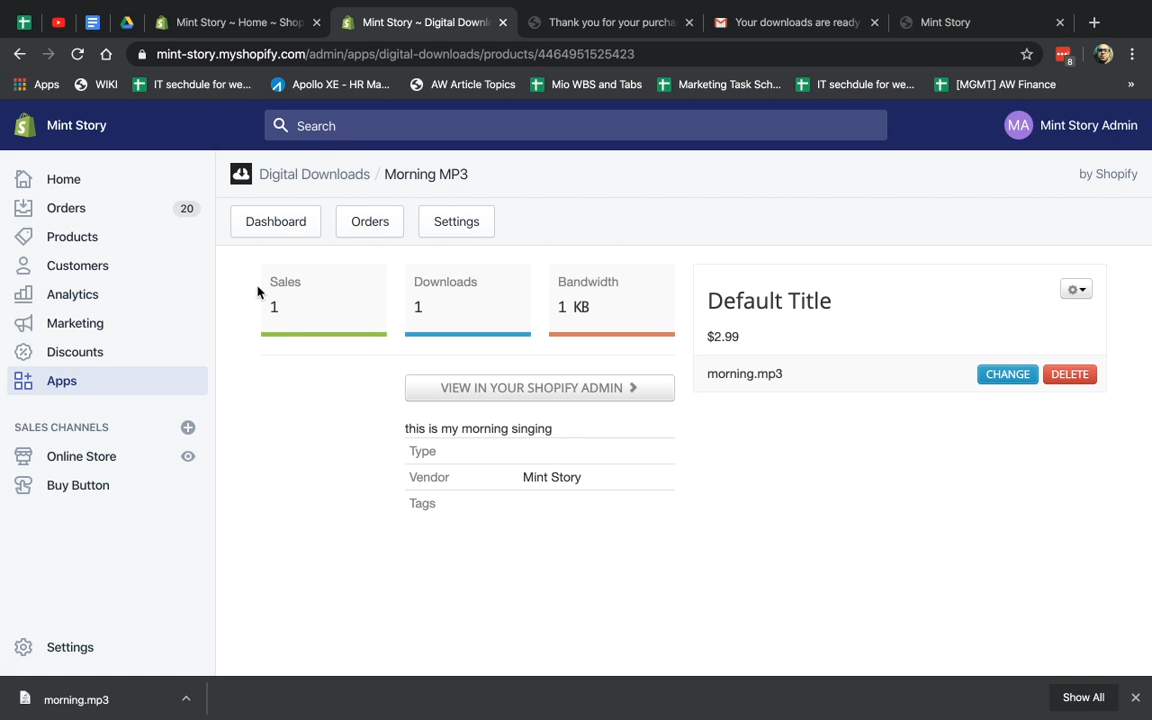 Mint Story ~ Home ~ Shop
Mint Story ~ Digital Downl
Thank you for your purcha
Your downloads are ready
Mint Story
mint-story.myshopify.com/admin/apps/digital-downloads/products/4464951525423
8
Apps
WIKI
IT sechdule for we...
Apollo XE - HR Ma...
AW Article Topics
Mio WBS and Tabs
Marketing Task Sch...
IT sechdule for we...
[MGMT] AW Finance
»
Mint Story
Search
MA
Mint Story Admin
Home
Orders
20
Products
Customers
Analytics
Marketing
Discounts
Apps
SALES CHANNELS
Online Store
Buy Button
Settings
Digital Downloads / Morning MP3
by Shopify
Dashboard
Orders
Settings
Sales
1
Downloads
1
Bandwidth
1 KB
VIEW IN YOUR SHOPIFY ADMIN
this is my morning singing
Type
Vendor Mint Story
Tags
Default Title
$2.99
morning.mp3
CHANGE
DELETE
morning.mp3
Show All